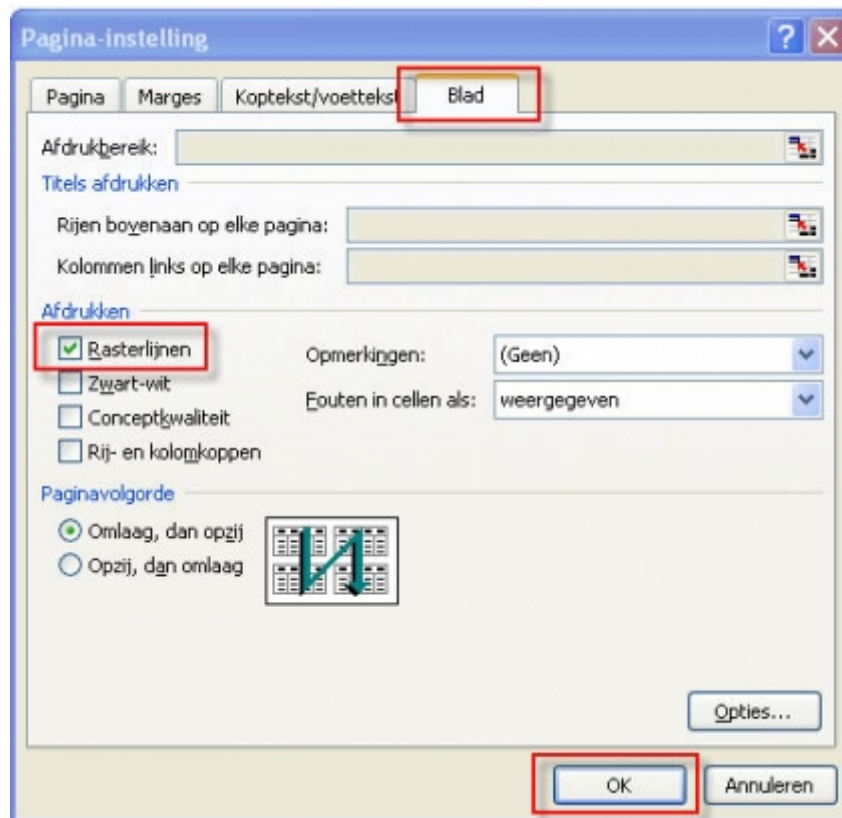 Pagina-instelling
Pagina Marges Koptekst/voettekst Blad
Afdrukbereik:
Titels afdrukken
Rijen bovenaan op elke pagina:
Kolommen links op elke pagina:
Afdrukken
Rasterlijnen
Zwart-wit
Conceptkwaliteit
Rij- en kolomkoppen
Opmerkingen: (Geen)
Fouten in cellen als: weergegeven
Paginavolgorde
Omlaag, dan opzij
Opzij, dan omlaag
Opties...
OK Annuleren